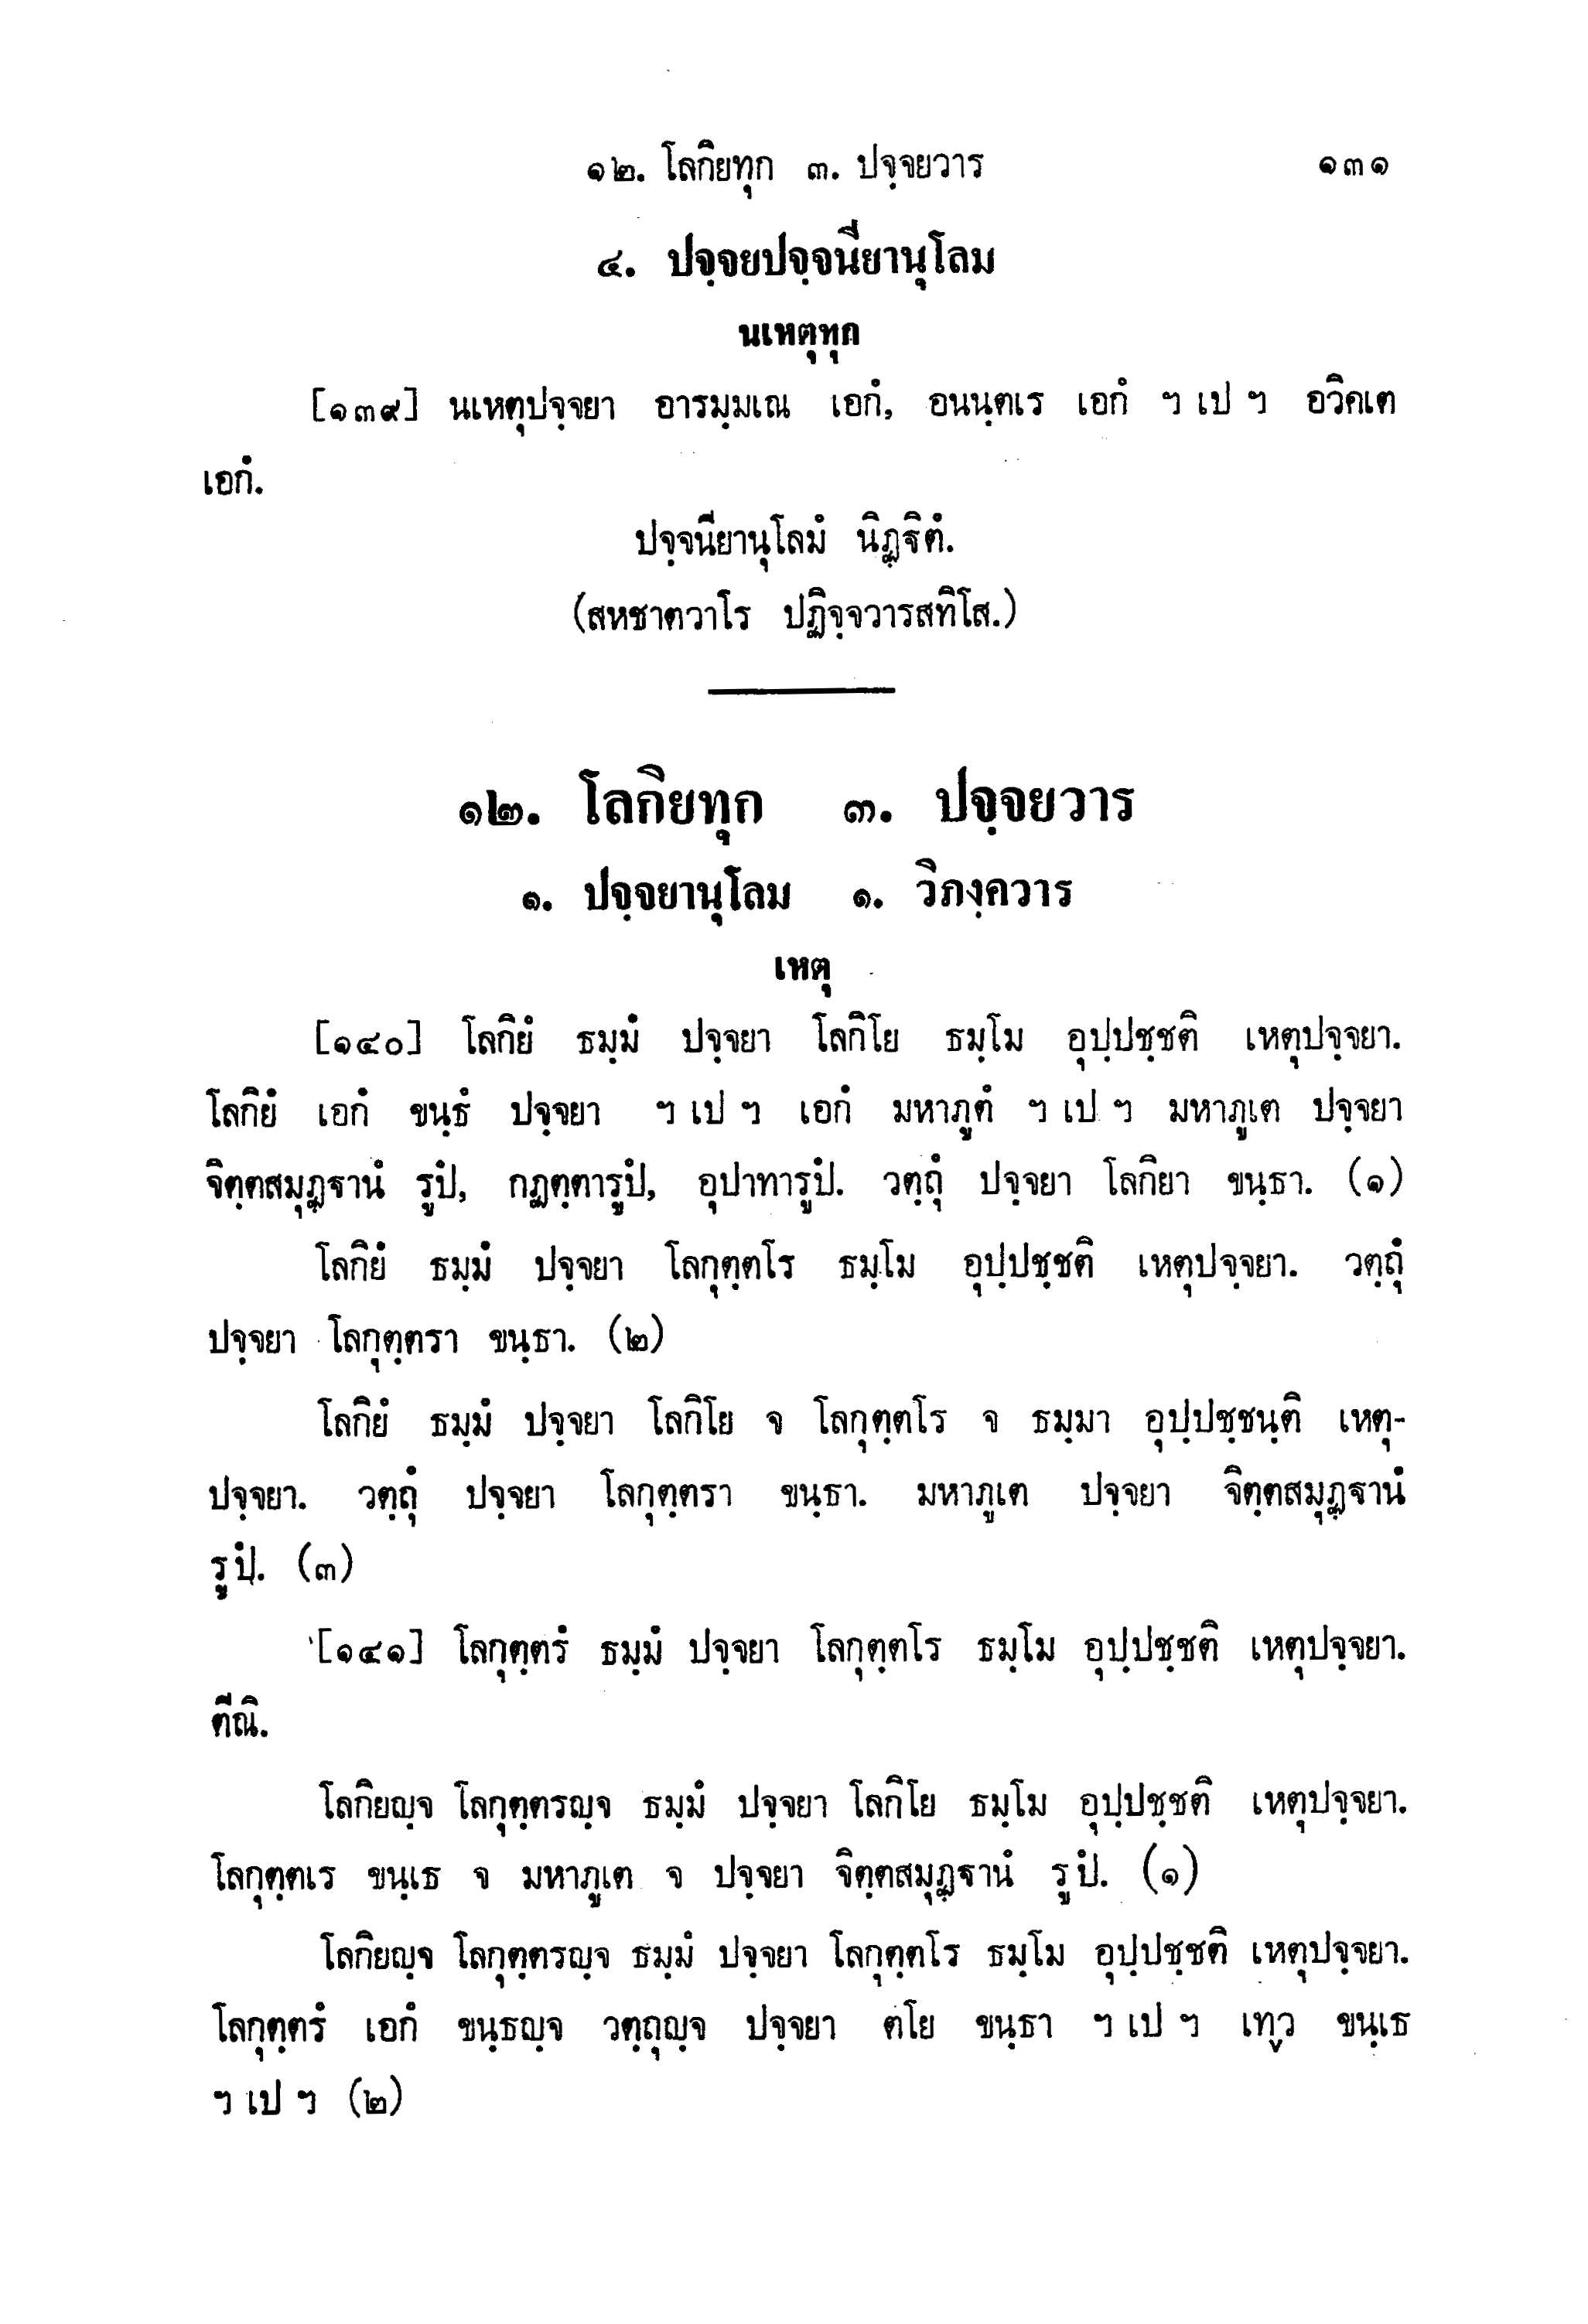 ๑๒. โลกิยทุก ๓. ปจฺจยวาร ๑๓๑
๔. ปจฺจยปจฺจนียานุโลม
นเหตุทุก
[๑๓๙] นเหตุปจฺจยา อารมฺมเณ เอกํ, อนนฺตเร เอกํ ฯ เป ฯ อวิคเต
เอกํ.
ปจฺจนียานุโลมํ นิฏฺฐิตํ.
(สหชาตวาโร ปฏิจฺจวารสทิโส.)
๑๒. โลกิยทุก ๓. ปจฺจยวาร
๑. ปจฺจยานุโลม ๑. วิภงฺควาร
เหตุ
[๑๔๐] โลกิยํ ธมฺมํ ปจฺจยา โลกิโย ธมฺโม อุปฺปชฺชติ เหตุปจฺจยา.
โลกิยํ เอกํ ขนฺธํ ปจฺจยา ฯ เป ฯ เอกํ มหาภูตํ ฯ เป ฯ มหาภูเต ปจฺจยา
จิตฺตสมุฏฺฐานํ รูปํ, กฏตฺตารูปํ, อุปาทารูปํ. วตฺถุํ ปจฺจยา โลกิยา ขนฺธา. (๑)
โลกิยํ ธมฺมํ ปจฺจยา โลกุตฺตโร ธมฺโม อุปฺปชฺชติ เหตุปจฺจยา. วตฺถุํ
ปจฺจยา โลกุตฺตรา ขนฺธา. (๒)
โลกิยํ ธมฺมํ ปจฺจยา โลกิโย จ โลกุตฺตโร จ ธมฺมา อุปฺปชฺชนฺติ เหตุ-
ปจฺจยา. วตฺถุํ ปจฺจยา โลกุตฺตรา ขนฺธา. มหาภูเต ปจฺจยา จิตฺตสมุฏฺฐานํ
รูปํ. (๓)
[๑๔๑] โลกุตฺตรํ ธมฺมํ ปจฺจยา โลกุตฺตโร ธมฺโม อุปฺปชฺชติ เหตุปจฺจยา.
ตีณิ.
โลกิยญฺจ โลกุตฺตรญฺจ ธมฺมํ ปจฺจยา โลกิโย ธมฺโม อุปฺปชฺชติ เหตุปจฺจยา.
โลกุตฺตเร ขนฺเธ จ มหาภูเต จ ปจฺจยา จิตฺตสมุฏฺฐานํ รูปํ. (๑)
โลกิยญฺจ โลกุตฺตรญฺจ ธมฺมํ ปจฺจยา โลกุตฺตโร ธมฺโม อุปฺปชฺชติ เหตุปจฺจยา.
โลกุตฺตรํ เอกํ ขนฺธญฺจ วตฺถุญฺจ ปจฺจยา ตโย ขนฺธา ฯ เป ฯ เทฺว ขนฺเธ
ฯ เป ฯ (๒)